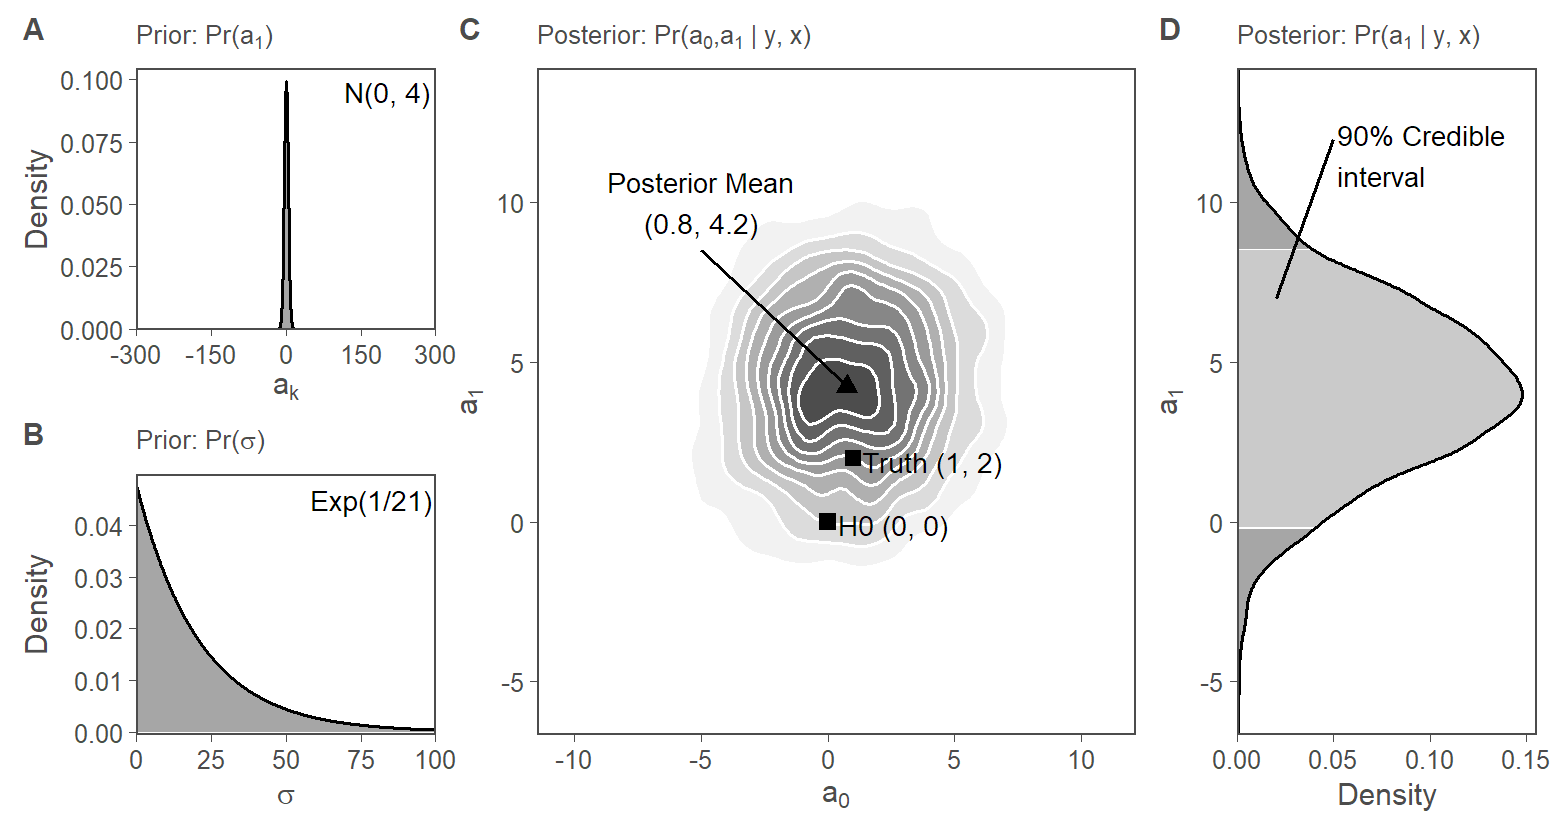 A
Prior: Pr(a₁)
N(0, 4)
Density
0.100
0.075
0.050
0.025
0.000
-300 -150 0 150 300
aₖ
B
Prior: Pr(σ)
Exp(1/21)
Density
0.04
0.03
0.02
0.01
0.00
0 25 50 75 100
σ
C
Posterior: Pr(a₀,a₁ | y, x)
Posterior Mean
(0.8, 4.2)
Truth (1, 2)
H0 (0, 0)
a₁
10
5
0
-5
-10 -5 0 5 10
a₀
D
Posterior: Pr(a₁ | y, x)
90% Credible
interval
a₁
10
5
0
-5
0.00 0.05 0.10 0.15
Density